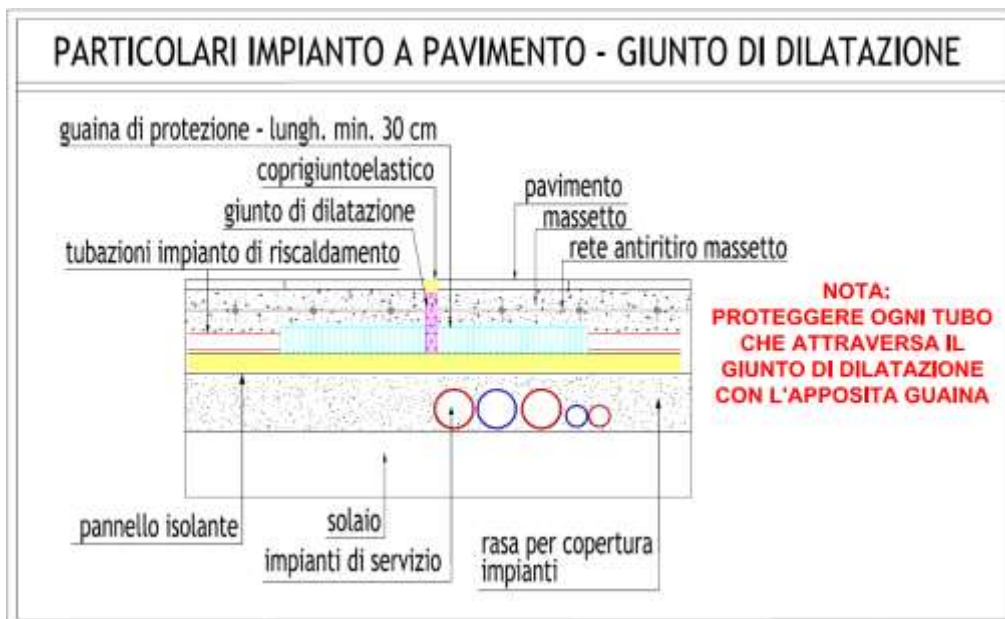 PARTICOLARI IMPIANTO A PAVIMENTO - GIUNTO DI DILATAZIONE
guaina di protezione - lungh. min. 30 cm
coprigiuntoelastico
giunto di dilatazione
tubazioni impianto di riscaldamento
pavimento
massetto
rete antiritiro massetto
NOTA:
PROTEGGERE OGNI TUBO
CHE ATTRAVERSA IL
GIUNTO DI DILATAZIONE
CON L'APPOSITA GUAINA
pannello isolante
solaio
impianti di servizio
rasa per copertura
impianti